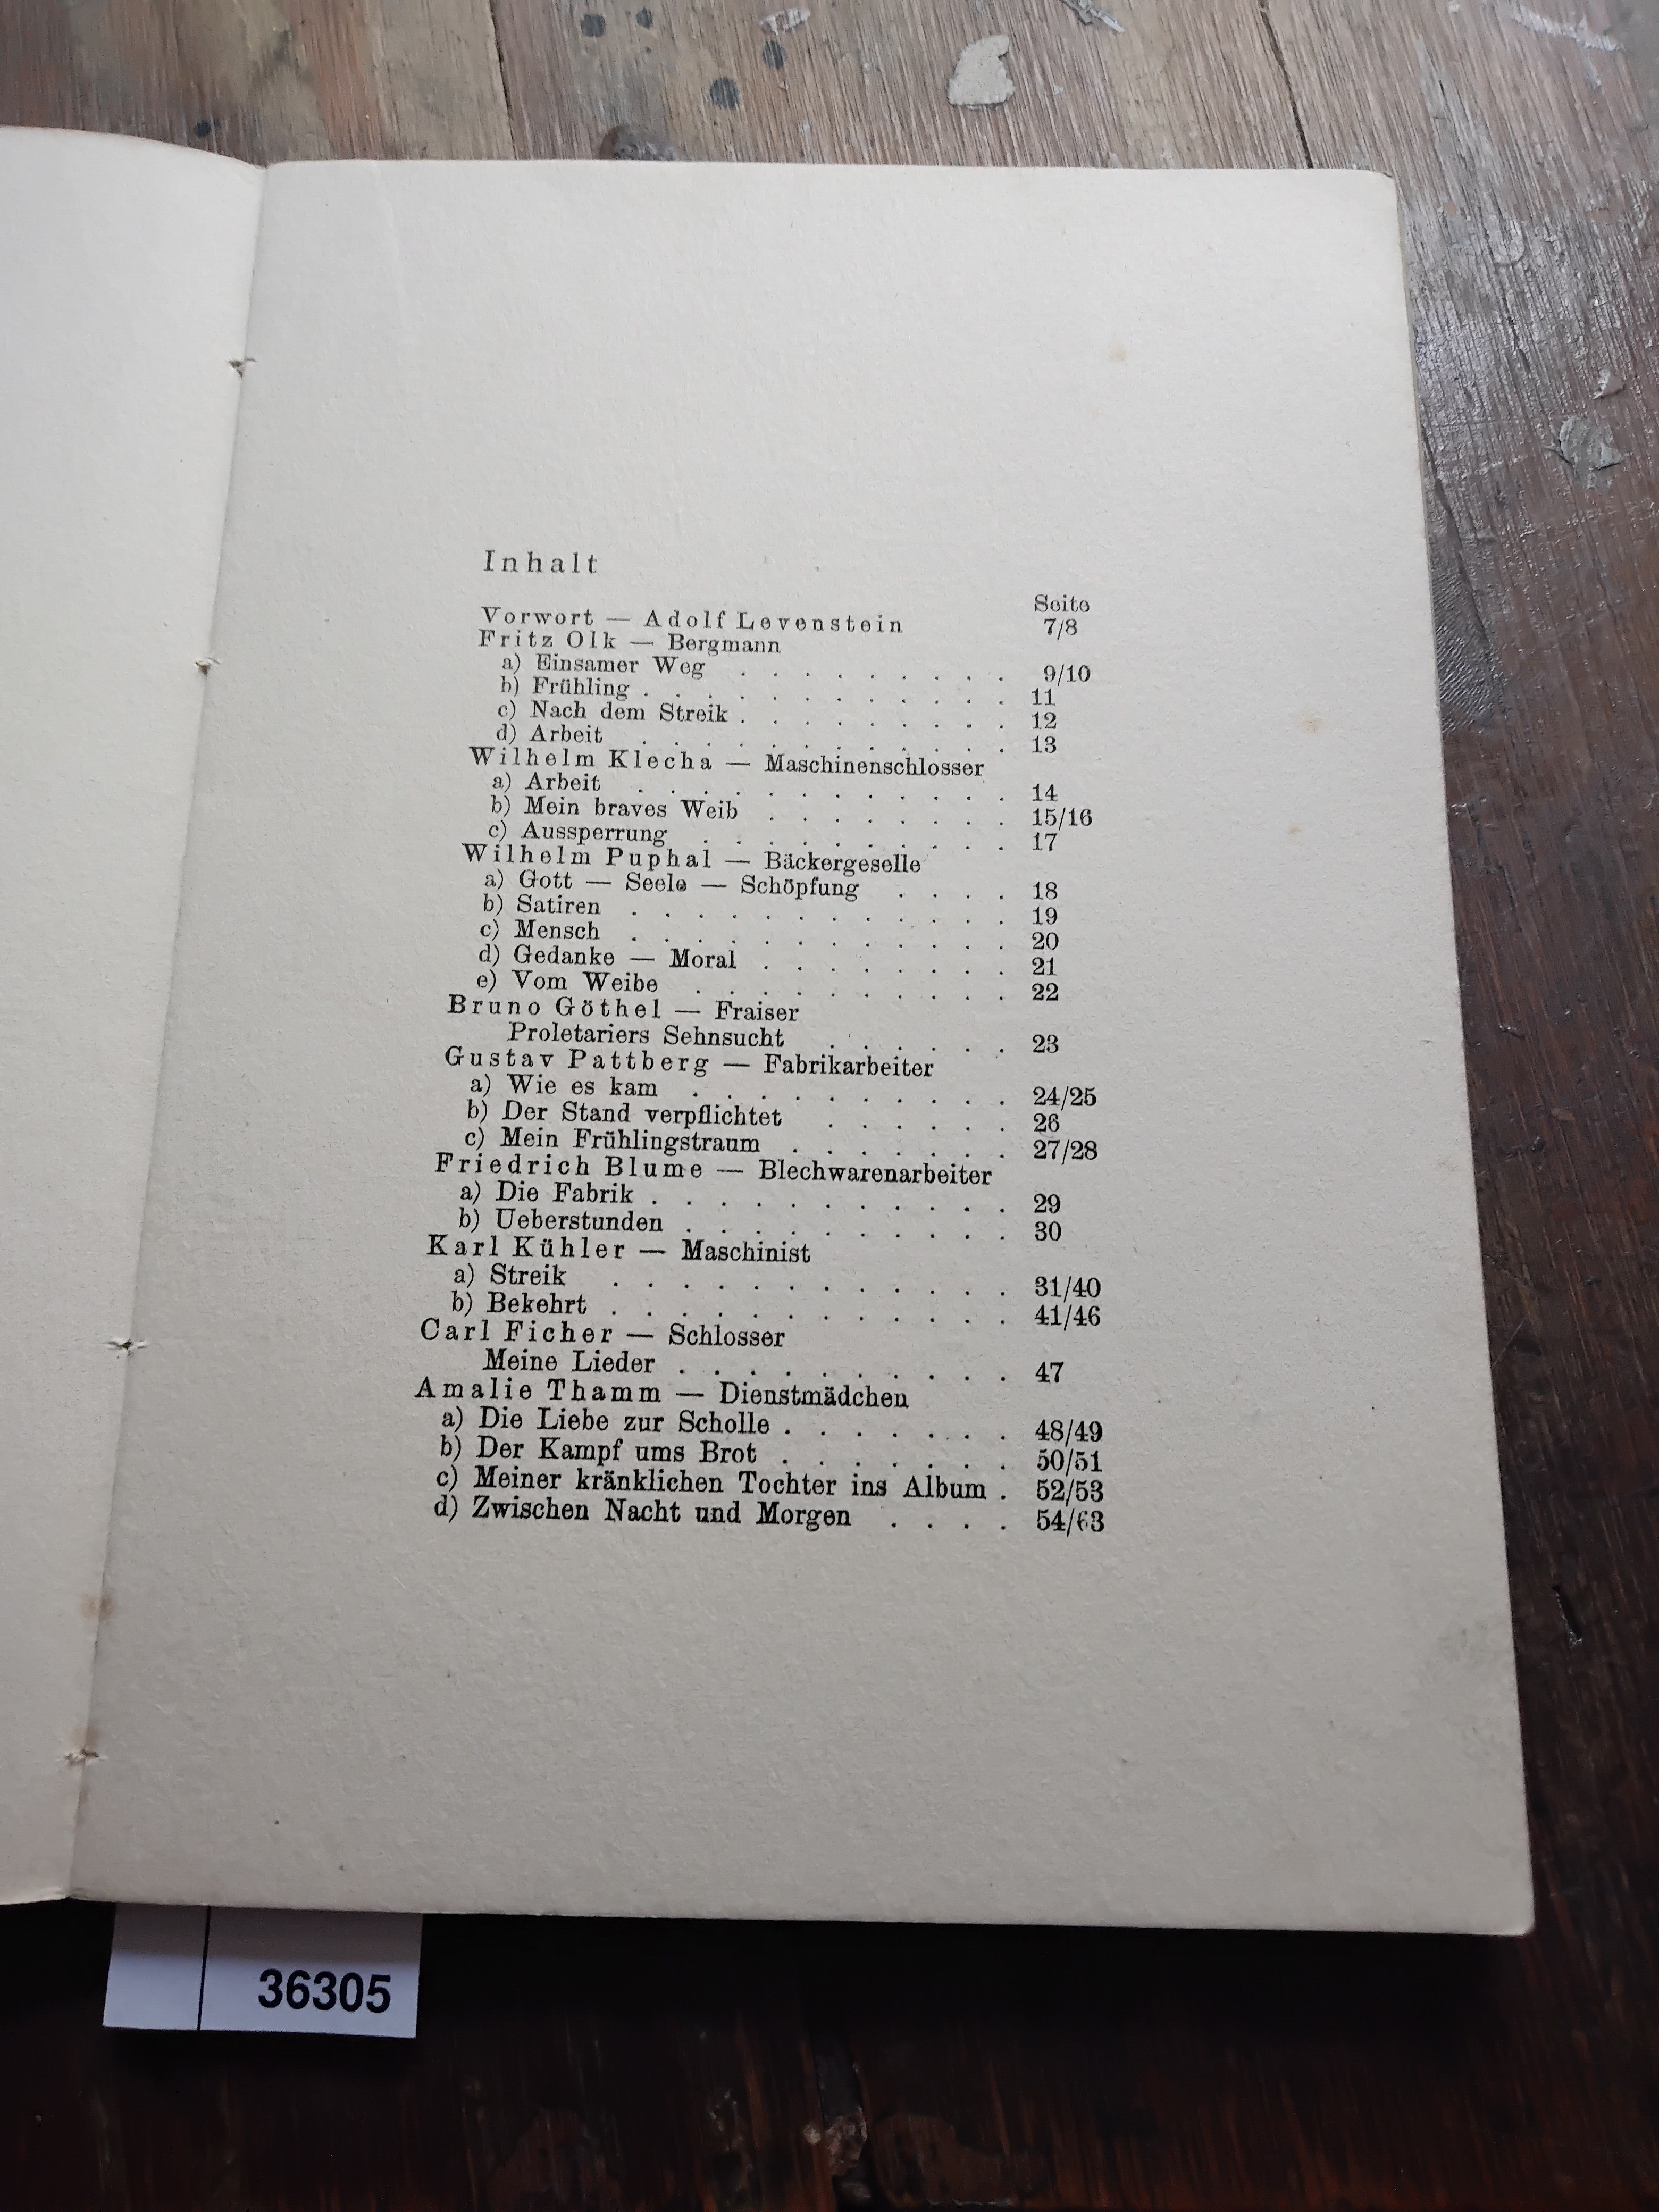 Inhalt
Seite
Vorwort — Adolf Levenstein 7/8
Fritz Olk — Bergmann
a) Einsamer Weg . . . . . . . . . 9/10
b) Frühling . . . . . . . . . . . 11
c) Nach dem Streik . . . . . . . . . 12
d) Arbeit . . . . . . . . . . . . 13
Wilhelm Klecha — Maschinenschlosser
a) Arbeit . . . . . . . . . . . . 14
b) Mein braves Weib . . . . . . . . 15/16
c) Aussperrung . . . . . . . . . . 17
Wilhelm Puphal — Bäckergeselle
a) Gott — Seele — Schöpfung . . . . 18
b) Satiren . . . . . . . . . . . . 19
c) Mensch . . . . . . . . . . . . 20
d) Gedanke — Moral . . . . . . . . 21
e) Vom Weibe . . . . . . . . . . 22
Bruno Göthel — Fraiser
Proletariers Sehnsucht . . . . . . 23
Gustav Pattberg — Fabrikarbeiter
a) Wie es kam . . . . . . . . . . 24/25
b) Der Stand verpflichtet . . . . . . 26
c) Mein Frühlingstraum . . . . . . . 27/28
Friedrich Blume — Blechwarenarbeiter
a) Die Fabrik . . . . . . . . . . . 29
b) Ueberstunden . . . . . . . . . . 30
Karl Kühler — Maschinist
a) Streik . . . . . . . . . . . . 31/40
b) Bekehrt . . . . . . . . . . . . 41/46
Carl Ficher — Schlosser
Meine Lieder . . . . . . . . . . 47
Amalie Thamm — Dienstmädchen
a) Die Liebe zur Scholle . . . . . . . 48/49
b) Der Kampf ums Brot . . . . . . . 50/51
c) Meiner kränklichen Tochter ins Album . 52/53
d) Zwischen Nacht und Morgen . . . . 54/63
36305